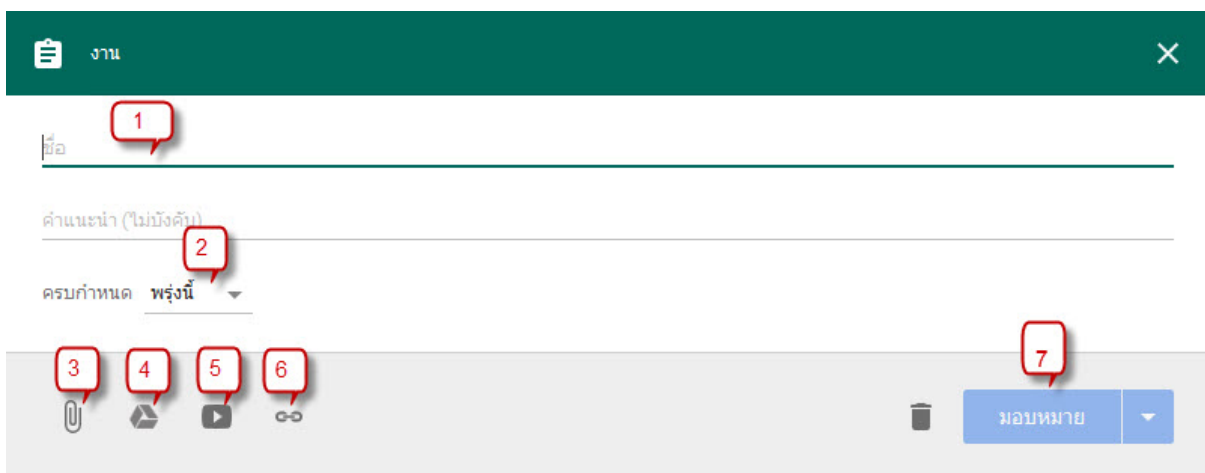 งาน
1
ชื่อ
คำแนะนำ (ไม่บังคับ)
2
ครบกำหนด พรุ่งนี้
3 4 5 6 7
มอบหมาย